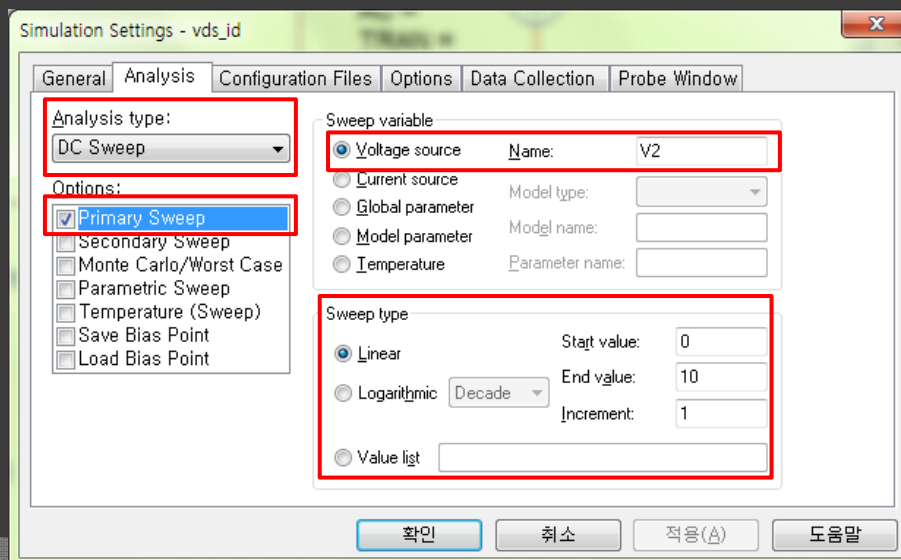 Simulation Settings - vds_id
General Analysis Configuration Files Options Data Collection Probe Window
Analysis type:
DC Sweep
Options:
Primary Sweep
Secondary Sweep
Monte Carlo/Worst Case
Parametric Sweep
Temperature (Sweep)
Save Bias Point
Load Bias Point
Sweep variable
Voltage source Name: V2
Current source
Global parameter
Model parameter
Temperature
Model type:
Model name:
Parameter name:
Sweep type
Linear
Logarithmic Decade
Value list
Start value: 0
End value: 10
Increment: 1
확인 취소 적용(A) 도움말